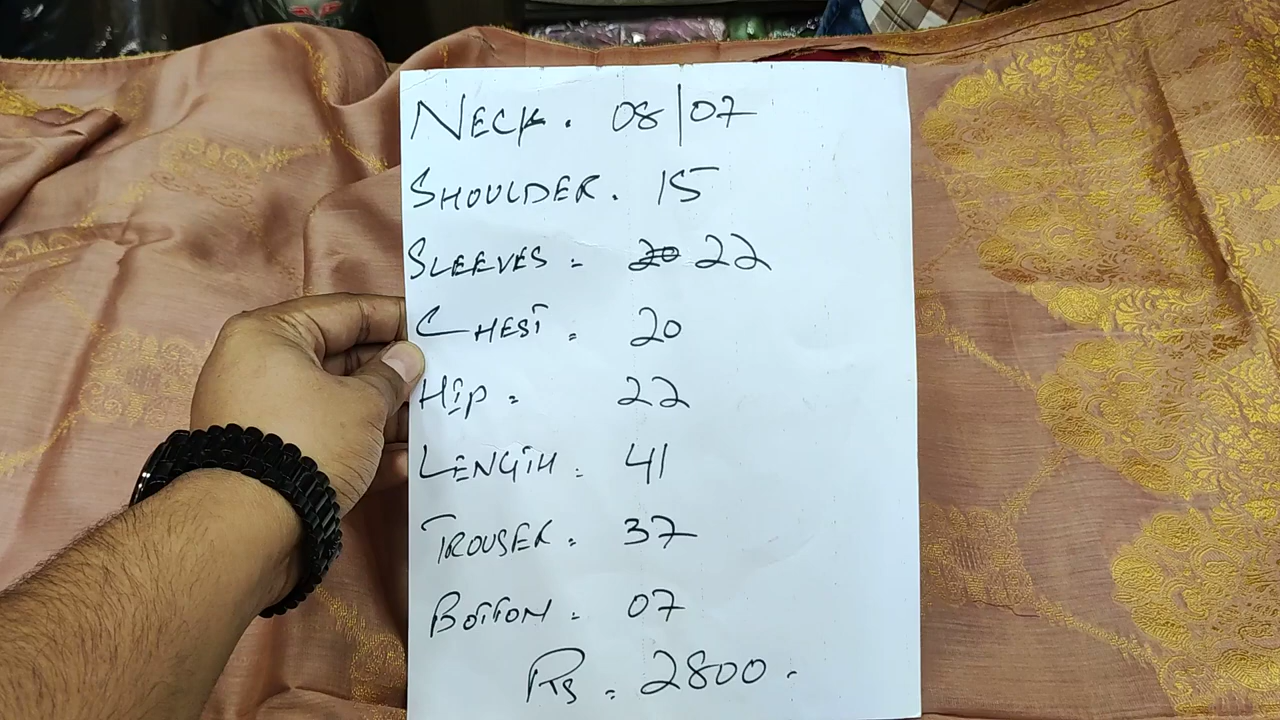 NECK. 08/07
SHOULDER. 15
SLEEVES = 20 22
CHEST = 20
Hip = 22
LENGTH = 41
TROUSER = 37
BOTTOM = 07
Rs = 2800.